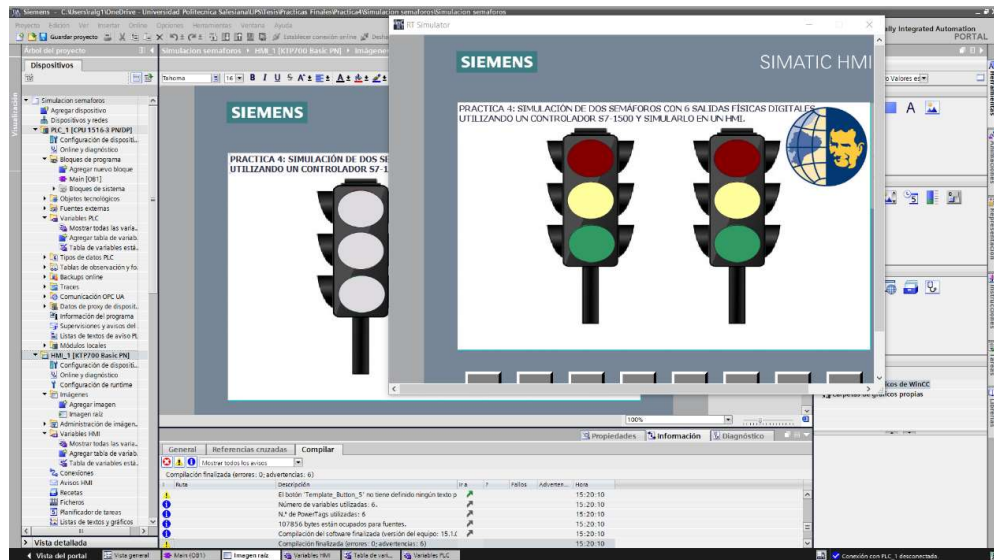 Siemens - C:\Users\ralg1\OneDrive - Universidad Politecnica Salesiana\UPS\Tesis\Practicas Finales\Practica4\Simulacion semaforos\Simulacion semaforos
Proyecto Edición Ver Insertar Online Opciones Herramientas Ventana Ayuda
Guardar proyecto
Establecer conexión online
Totally Integrated Automation
PORTAL
Árbol del proyecto
Dispositivos
Simulacion semaforos
Agregar dispositivo
Dispositivos y redes
PLC_1 [CPU 1516-3 PN/DP]
Configuración de dispositi..
Online y diagnóstico
Bloques de programa
Agregar nuevo bloque
Main [OB1]
Bloques de sistema
Objetos tecnológicos
Fuentes externas
Variables PLC
Mostrar todas las varia..
Agregar tabla de variab..
Tabla de variables está..
Tipos de datos PLC
Tablas de observación y fo..
Backups online
Traces
Comunicación OPC UA
Datos de proxy de disposit..
Información del programa
Supervisiones y avisos del ..
Listas de textos de aviso PL
Módulos locales
HMI_1 [KTP700 Basic PN]
Configuración de dispositi..
Online y diagnóstico
Configuración de runtime
Imágenes
Agregar imagen
Imagen raíz
Administración de imágen..
Variables HMI
Mostrar todas las varia..
Agregar tabla de variab..
Tabla de variables está..
Conexiones
Avisos HMI
Recetas
Ficheros
Planificador de tareas
Listas de textos y gráficos
Vista detallada
Simulacion semaforos HMI_1 [KTP700 Basic PN] Imágenes
Tahoma 16 B I U S
SIEMENS
PRACTICA 4: SIMULACIÓN DE DOS SE
UTILIZANDO UN CONTROLADOR S7-1
RT Simulator
SIEMENS SIMATIC HMI
PRACTICA 4: SIMULACIÓN DE DOS SEMÁFOROS CON 6 SALIDAS FÍSICAS DIGITALES
UTILIZANDO UN CONTROLADOR S7-1500 Y SIMULARLO EN UN HMI.
100%
Propiedades Información Diagnóstico
General Referencias cruzadas Compilar
Mostrar todos los avisos
Compilación finalizada (errores: 0; advertencias: 6)
Ruta Descripción Ir a ? Fallos Adverten.. Hora
El botón 'Template_Button_5' no tiene definido ningún texto p 15:20:10
Número de variables utilizadas: 6. 15:20:10
N.º de PowerTags utilizadas: 6 15:20:10
107856 bytes están ocupados para fuentes. 15:20:10
Compilación del software finalizada (versión del equipo: 15.1.0 15:20:10
Compilación finalizada (errores: 0; advertencias: 6) 15:20:10
Vista del portal Vista general Main (OB1) Imagen raíz Variables HMI Tabla de vari.. Variables PLC
Conexión con PLC_1 desconectada.